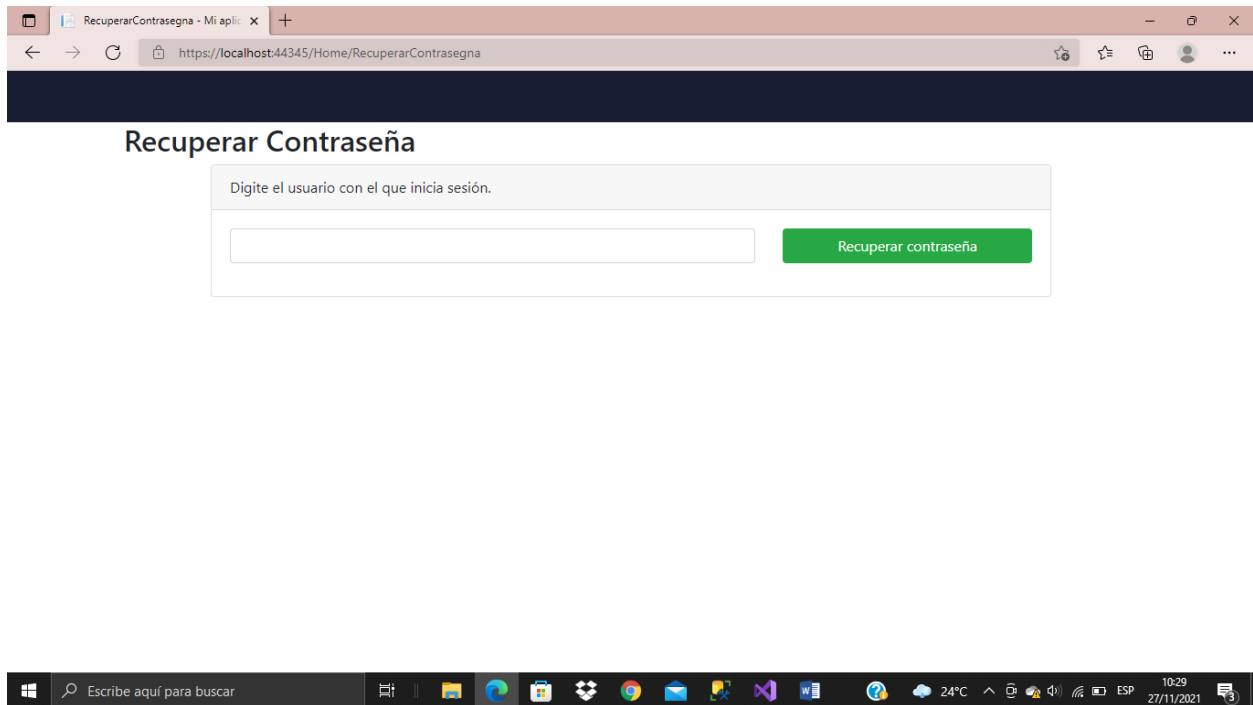 RecuperarContrasegna - Mi aplic
https://localhost:44345/Home/RecuperarContrasegna
Recuperar Contraseña
Digite el usuario con el que inicia sesión.
Recuperar contraseña
Escribe aquí para buscar
24°C
ESP
10:29
27/11/2021
3